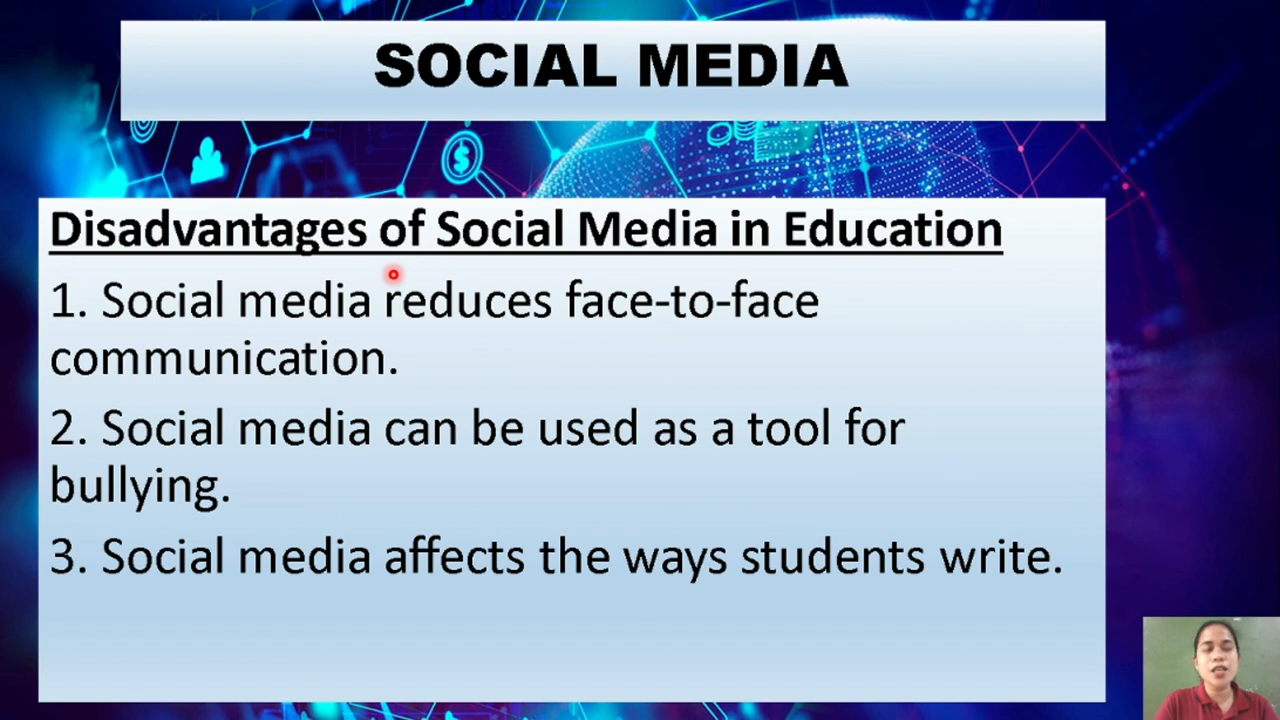 SOCIAL MEDIA
Disadvantages of Social Media in Education
1. Social media reduces face-to-face
communication.
2. Social media can be used as a tool for
bullying.
3. Social media affects the ways students write.